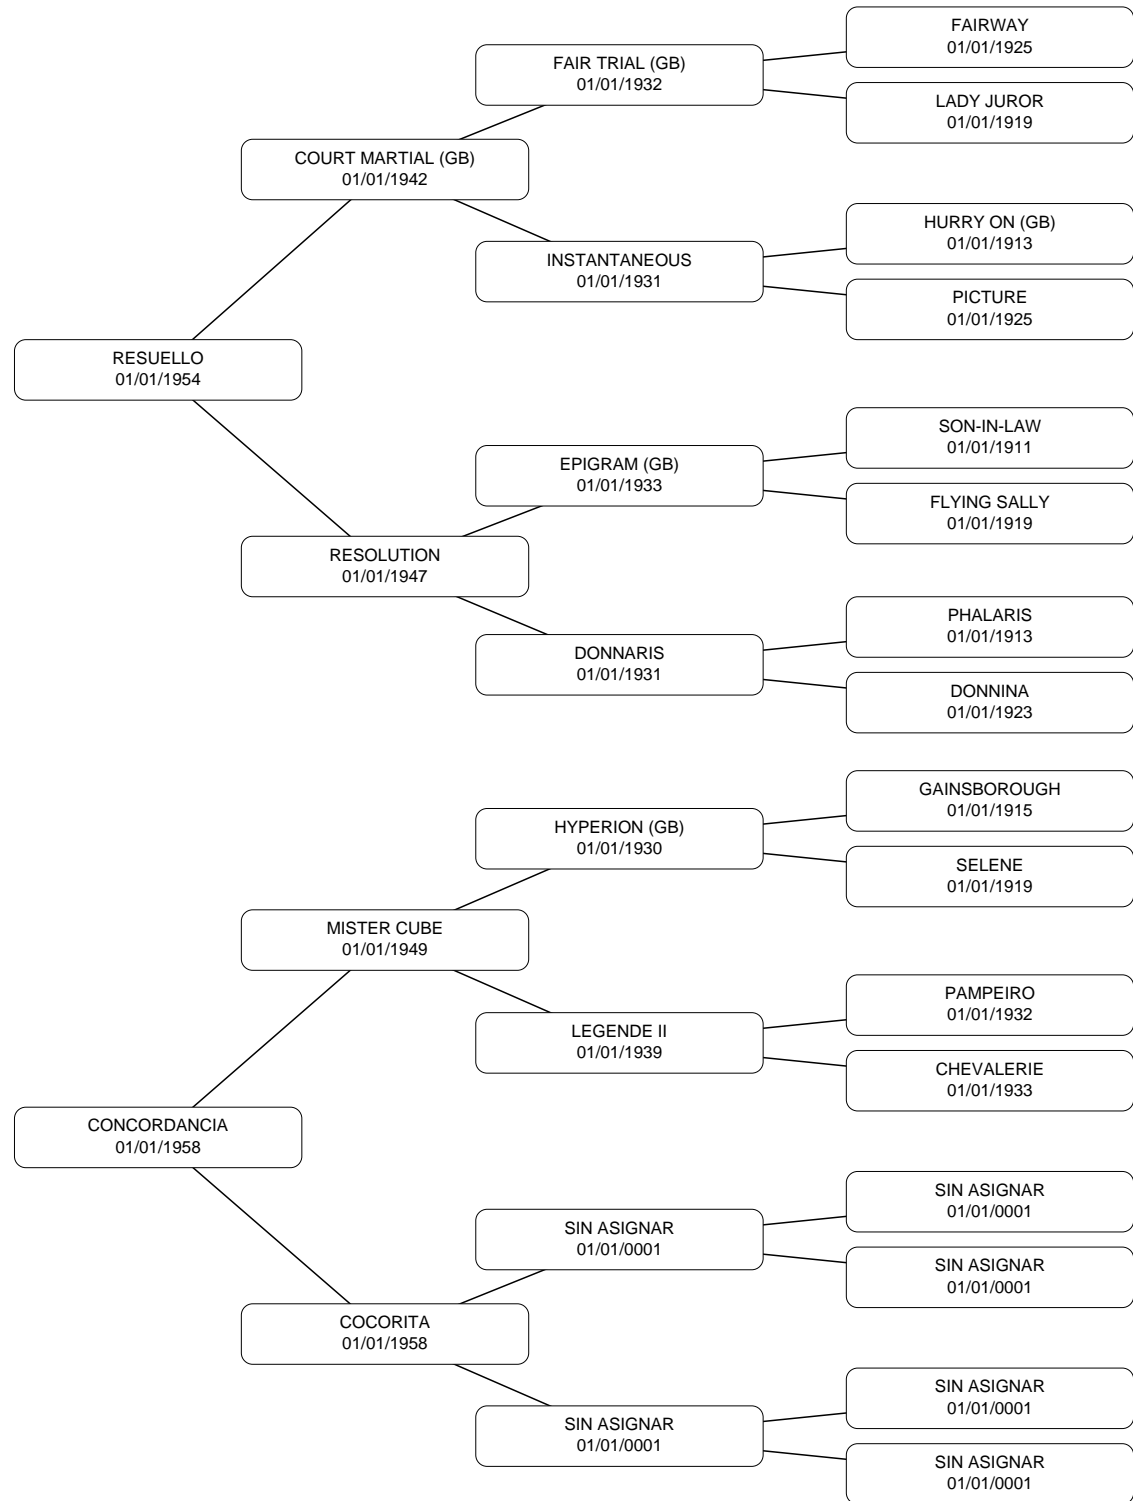 FAIRWAY
01/01/1925
FAIR TRIAL (GB)
01/01/1932
LADY JUROR
01/01/1919
COURT MARTIAL (GB)
01/01/1942
HURRY ON (GB)
01/01/1913
INSTANTANEOUS
01/01/1931
PICTURE
01/01/1925
RESUELLO
01/01/1954
SON-IN-LAW
01/01/1911
EPIGRAM (GB)
01/01/1933
FLYING SALLY
01/01/1919
RESOLUTION
01/01/1947
PHALARIS
01/01/1913
DONNARIS
01/01/1931
DONNINA
01/01/1923
GAINSBOROUGH
01/01/1915
HYPERION (GB)
01/01/1930
SELENE
01/01/1919
MISTER CUBE
01/01/1949
PAMPEIRO
01/01/1932
LEGENDE II
01/01/1939
CHEVALERIE
01/01/1933
CONCORDANCIA
01/01/1958
SIN ASIGNAR
01/01/0001
SIN ASIGNAR
01/01/0001
SIN ASIGNAR
01/01/0001
COCORITA
01/01/1958
SIN ASIGNAR
01/01/0001
SIN ASIGNAR
01/01/0001
SIN ASIGNAR
01/01/0001